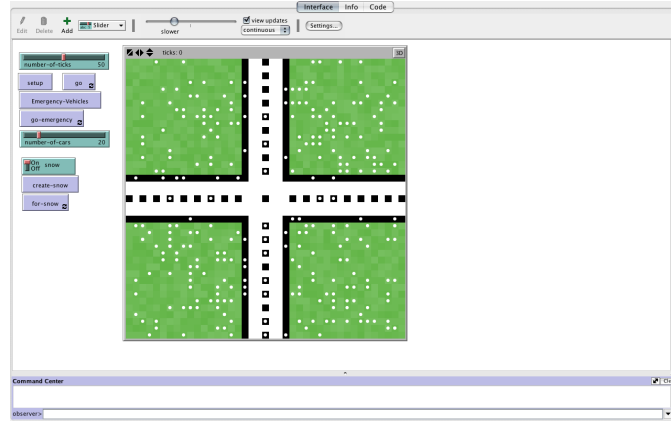 Interface Info Code
Edit Delete Add Slider slower view updates continuous Settings...
ticks: 0 3D
number-of-ticks 50
setup go
Emergency-Vehicles
go-emergency
number-of-cars 20
On Off snow
create-snow
for-snow
Command Center
observer>